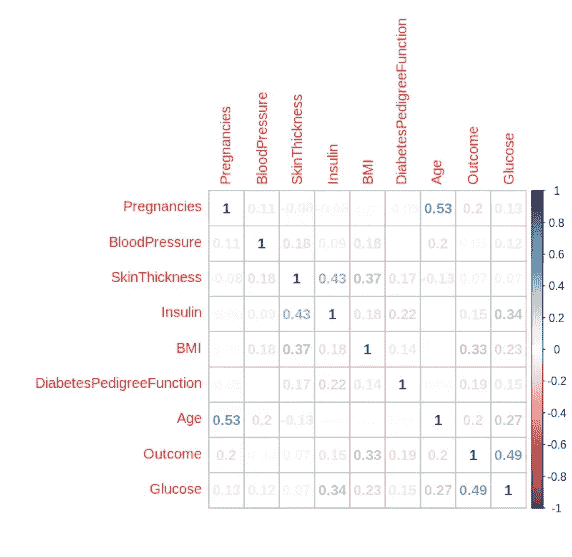 Pregnancies
BloodPressure
SkinThickness
Insulin
BMI
DiabetesPedigreeFunction
Age
Outcome
Glucose
Pregnancies 1 0.11 -0.08 0.53 0.2 0.13
BloodPressure 0.11 1 0.18 0.09 0.18 0.2 0.12
SkinThickness -0.08 0.18 1 0.43 0.37 0.17 -0.13 0.07 0.07
Insulin 0.09 0.43 1 0.18 0.22 0.15 0.34
BMI 0.18 0.37 0.18 1 0.14 0.33 0.23
DiabetesPedigreeFunction 0.17 0.22 0.14 1 0.19 0.15
Age 0.53 0.2 -0.13 1 0.2 0.27
Outcome 0.2 0.07 0.15 0.33 0.19 0.2 1 0.49
Glucose 0.13 0.12 0.07 0.34 0.23 0.15 0.27 0.49 1
1
0.8
0.6
0.4
0.2
0
-0.2
-0.4
-0.6
-0.8
-1